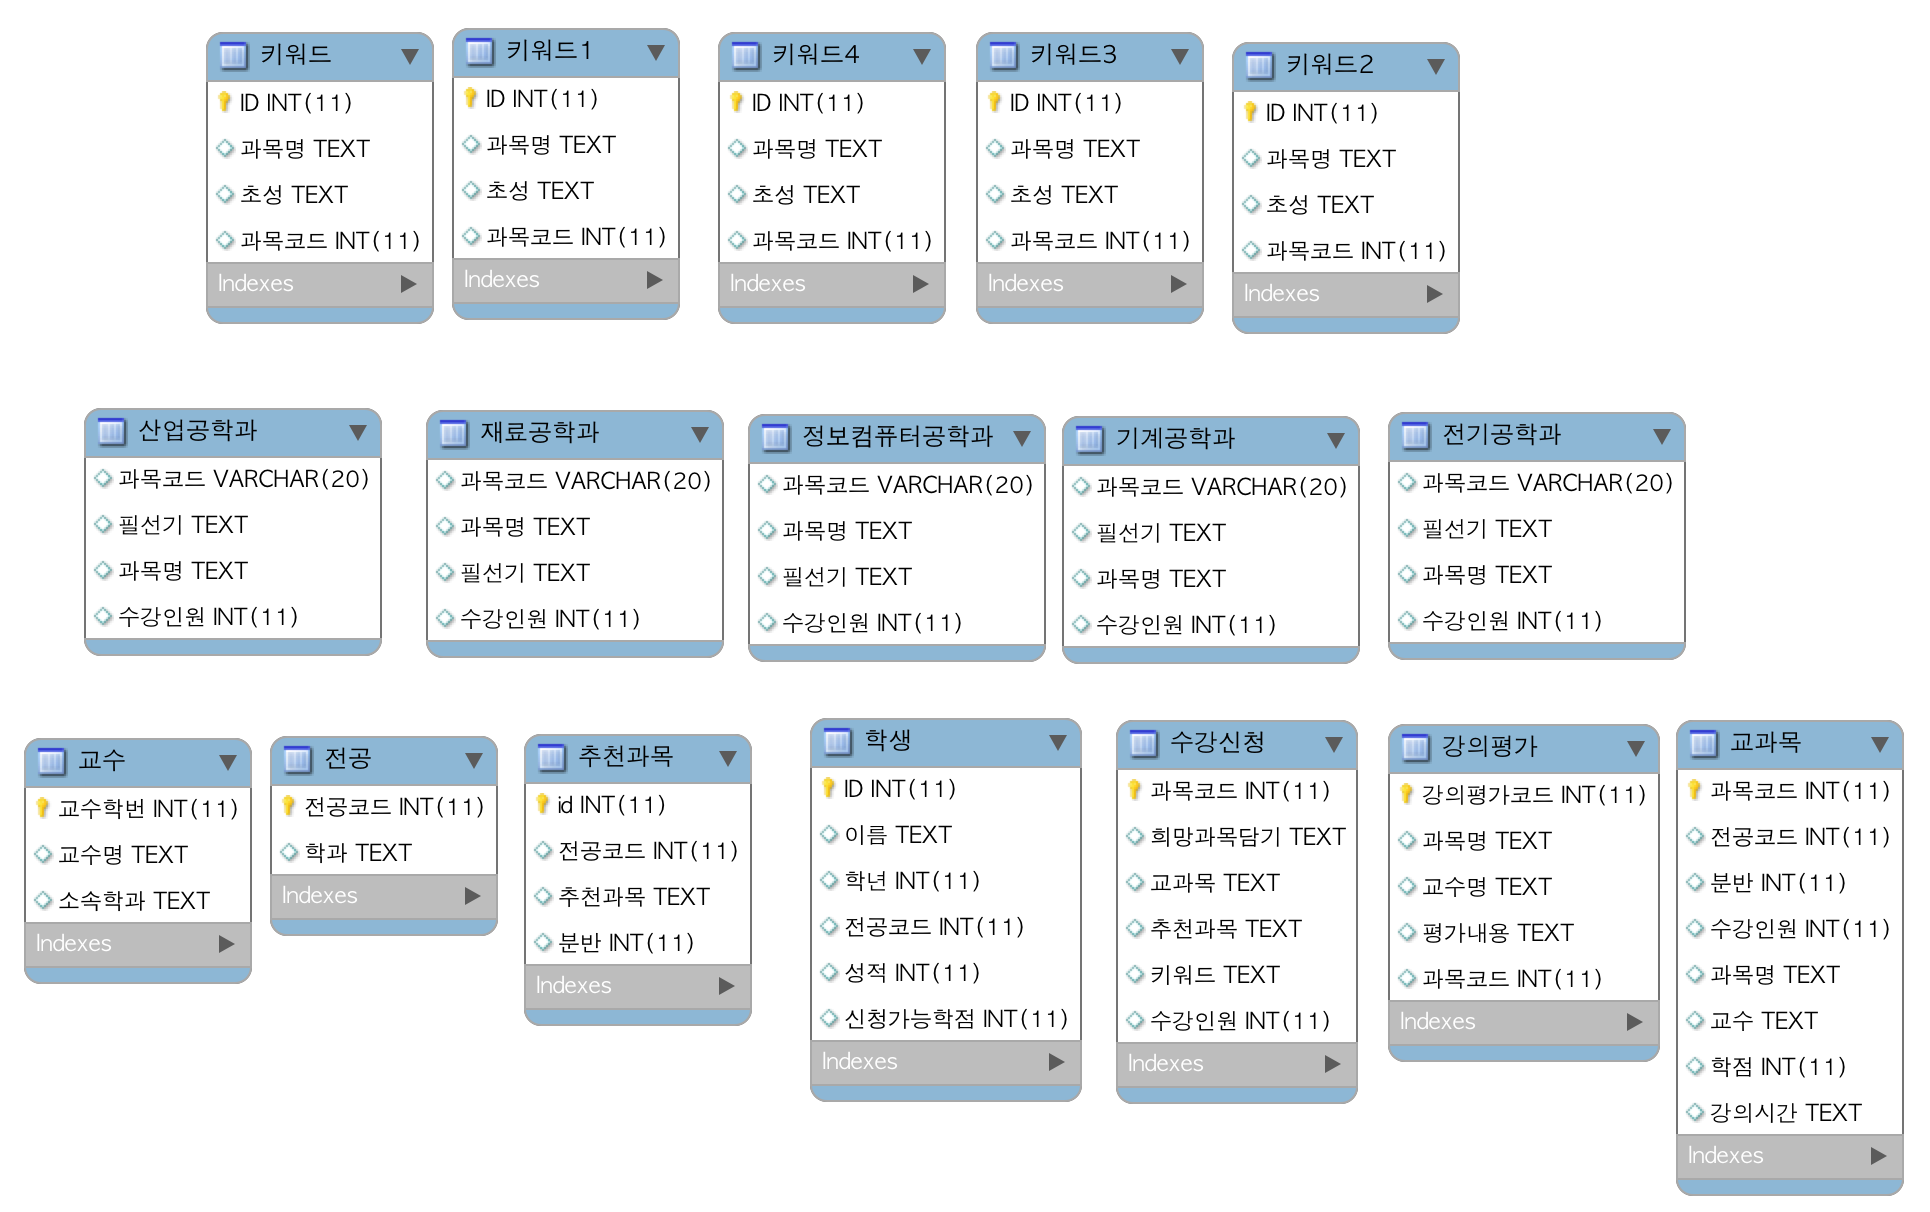 키워드
ID INT(11)
과목명 TEXT
초성 TEXT
과목코드 INT(11)
Indexes
키워드1
ID INT(11)
과목명 TEXT
초성 TEXT
과목코드 INT(11)
Indexes
키워드4
ID INT(11)
과목명 TEXT
초성 TEXT
과목코드 INT(11)
Indexes
키워드3
ID INT(11)
과목명 TEXT
초성 TEXT
과목코드 INT(11)
Indexes
키워드2
ID INT(11)
과목명 TEXT
초성 TEXT
과목코드 INT(11)
Indexes
산업공학과
과목코드 VARCHAR(20)
필선기 TEXT
과목명 TEXT
수강인원 INT(11)
재료공학과
과목코드 VARCHAR(20)
과목명 TEXT
필선기 TEXT
수강인원 INT(11)
정보컴퓨터공학과
과목코드 VARCHAR(20)
과목명 TEXT
필선기 TEXT
수강인원 INT(11)
기계공학과
과목코드 VARCHAR(20)
필선기 TEXT
과목명 TEXT
수강인원 INT(11)
전기공학과
과목코드 VARCHAR(20)
필선기 TEXT
과목명 TEXT
수강인원 INT(11)
교수
교수학번 INT(11)
교수명 TEXT
소속학과 TEXT
Indexes
전공
전공코드 INT(11)
학과 TEXT
Indexes
추천과목
id INT(11)
전공코드 INT(11)
추천과목 TEXT
분반 INT(11)
Indexes
학생
ID INT(11)
이름 TEXT
학년 INT(11)
전공코드 INT(11)
성적 INT(11)
신청가능학점 INT(11)
Indexes
수강신청
과목코드 INT(11)
희망과목담기 TEXT
교과목 TEXT
추천과목 TEXT
키워드 TEXT
수강인원 INT(11)
Indexes
강의평가
강의평가코드 INT(11)
과목명 TEXT
교수명 TEXT
평가내용 TEXT
과목코드 INT(11)
Indexes
교과목
과목코드 INT(11)
전공코드 INT(11)
분반 INT(11)
수강인원 INT(11)
과목명 TEXT
교수 TEXT
학점 INT(11)
강의시간 TEXT
Indexes